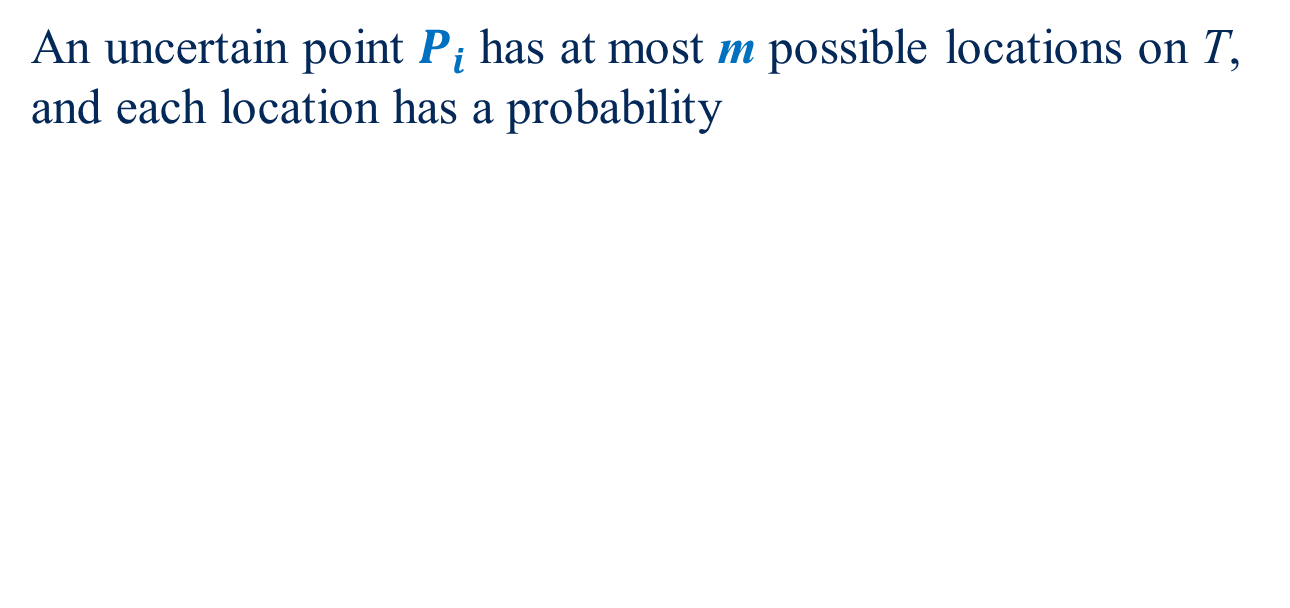 An uncertain point P_i has at most m possible locations on T,
and each location has a probability